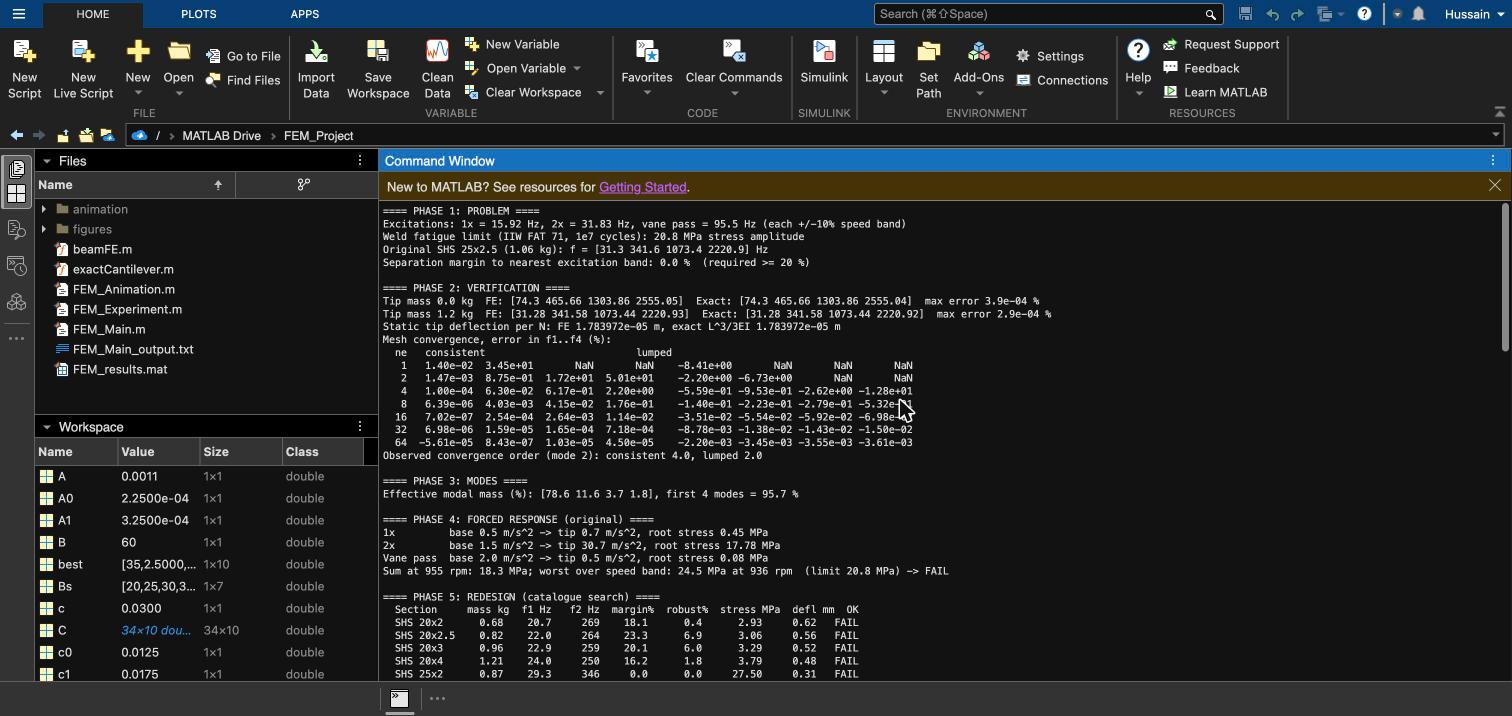 HOME PLOTS APPS Search (⌘⇧Space) Hussain
New Script
New Live Script
New
Open
Go to File
Find Files
FILE
Import Data
Save Workspace
Clean Data
New Variable
Open Variable
Clear Workspace
VARIABLE
Favorites
Clear Commands
CODE
Simulink
SIMULINK
Layout
Set Path
Add-Ons
Settings
Connections
ENVIRONMENT
Help
Request Support
Feedback
Learn MATLAB
RESOURCES
/ › MATLAB Drive › FEM_Project
Files
Name
animation
figures
beamFE.m
exactCantilever.m
FEM_Animation.m
FEM_Experiment.m
FEM_Main.m
FEM_Main_output.txt
FEM_results.mat
Workspace
Name Value Size Class
A 0.0011 1×1 double
A0 2.2500e-04 1×1 double
A1 3.2500e-04 1×1 double
B 60 1×1 double
best [35,2.5000,... 1×10 double
Bs [20,25,30,3... 1×7 double
c 0.0300 1×1 double
C 34×10 dou... 34×10 double
c0 0.0125 1×1 double
c1 0.0175 1×1 double
Command Window
New to MATLAB? See resources for Getting Started.
==== PHASE 1: PROBLEM ====
Excitations: 1x = 15.92 Hz, 2x = 31.83 Hz, vane pass = 95.5 Hz (each +/-10% speed band)
Weld fatigue limit (IIW FAT 71, 1e7 cycles): 20.8 MPa stress amplitude
Original SHS 25x2.5 (1.06 kg): f = [31.3 341.6 1073.4 2220.9] Hz
Separation margin to nearest excitation band: 0.0 % (required >= 20 %)
==== PHASE 2: VERIFICATION ====
Tip mass 0.0 kg FE: [74.3 465.66 1303.86 2555.05] Exact: [74.3 465.66 1303.86 2555.04] max error 3.9e-04 %
Tip mass 1.2 kg FE: [31.28 341.58 1073.44 2220.93] Exact: [31.28 341.58 1073.44 2220.92] max error 2.9e-04 %
Static tip deflection per N: FE 1.783972e-05 m, exact L^3/3EI 1.783972e-05 m
Mesh convergence, error in f1..f4 (%):
ne consistent lumped
1 1.40e-02 3.45e+01 NaN NaN -8.41e+00 NaN NaN NaN
2 1.47e-03 8.75e-01 1.72e+01 5.01e+01 -2.20e+00 -6.73e+00 NaN NaN
4 1.00e-04 6.30e-02 6.17e-01 2.20e+00 -5.59e-01 -9.53e-01 -2.62e+00 -1.28e+01
8 6.39e-06 4.03e-03 4.15e-02 1.76e-01 -1.40e-01 -2.23e-01 -2.79e-01
16 7.02e-07 2.54e-04 2.64e-03 1.14e-02 -3.51e-02 -5.54e-02 -5.92e-02
32 6.98e-06 1.59e-05 1.65e-04 7.18e-04 -8.78e-03 -1.38e-02 -1.43e-02 -1.50e-02
64 -5.61e-05 8.43e-07 1.03e-05 4.50e-05 -2.20e-03 -3.45e-03 -3.55e-03 -3.61e-03
Observed convergence order (mode 2): consistent 4.0, lumped 2.0
==== PHASE 3: MODES ====
Effective modal mass (%): [78.6 11.6 3.7 1.8], first 4 modes = 95.7 %
==== PHASE 4: FORCED RESPONSE (original) ====
1x base 0.5 m/s^2 -> tip 0.7 m/s^2, root stress 0.45 MPa
2x base 1.5 m/s^2 -> tip 30.7 m/s^2, root stress 17.78 MPa
Vane pass base 2.0 m/s^2 -> tip 0.5 m/s^2, root stress 0.08 MPa
Sum at 955 rpm: 18.3 MPa; worst over speed band: 24.5 MPa at 936 rpm (limit 20.8 MPa) -> FAIL
==== PHASE 5: REDESIGN (catalogue search) ====
Section mass kg f1 Hz f2 Hz margin% robust% stress MPa defl mm OK
SHS 20x2 0.68 20.7 269 18.1 0.4 2.93 0.62 FAIL
SHS 20x2.5 0.82 22.0 264 23.3 6.9 3.06 0.56 FAIL
SHS 20x3 0.96 22.9 259 20.1 6.0 3.29 0.52 FAIL
SHS 20x4 1.21 24.0 250 16.2 1.8 3.79 0.48 FAIL
SHS 25x2 0.87 29.3 346 0.0 0.0 27.50 0.31 FAIL